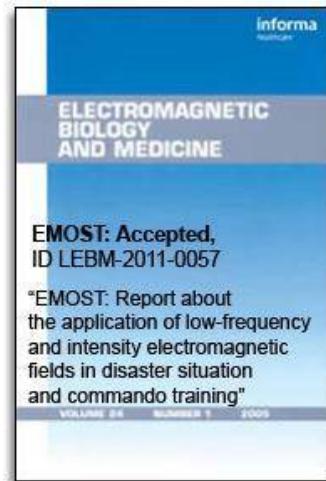 informa
healthcare
ELECTROMAGNETIC
BIOLOGY
AND MEDICINE
EMOST: Accepted,
ID LEBM-2011-0057
“EMOST: Report about
the application of low-frequency
and intensity electromagnetic
fields in disaster situation
and commando training”
VOLUME 24 NUMBER 1 2005